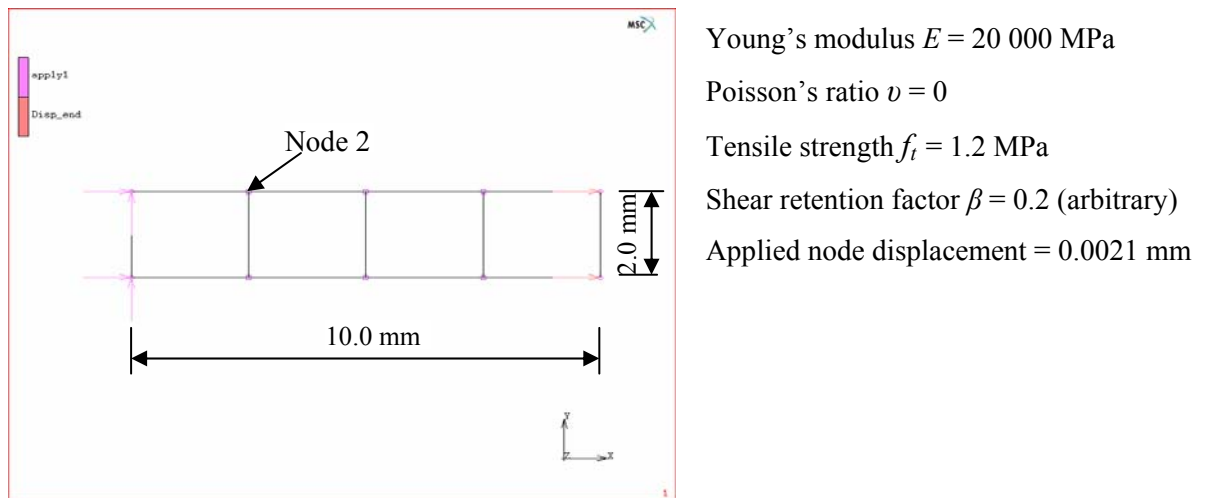 MSC
apply1
Disp_end
Node 2
2.0 mm
10.0 mm
Y
Z X
1
Young’s modulus E = 20 000 MPa
Poisson’s ratio υ = 0
Tensile strength ft = 1.2 MPa
Shear retention factor β = 0.2 (arbitrary)
Applied node displacement = 0.0021 mm